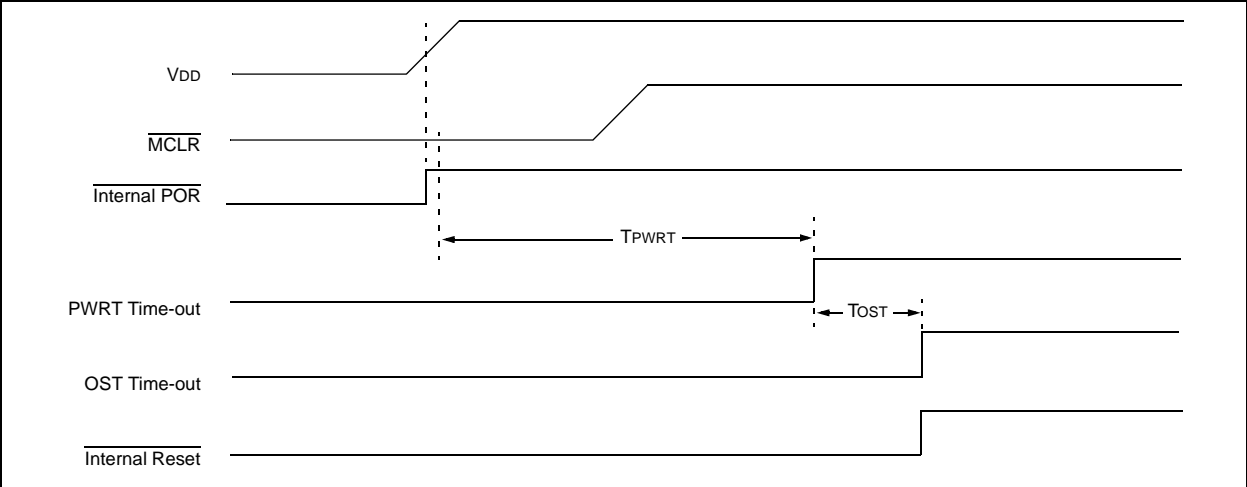 VDD
MCLR
Internal POR
TPWRT
PWRT Time-out
TOST
OST Time-out
Internal Reset